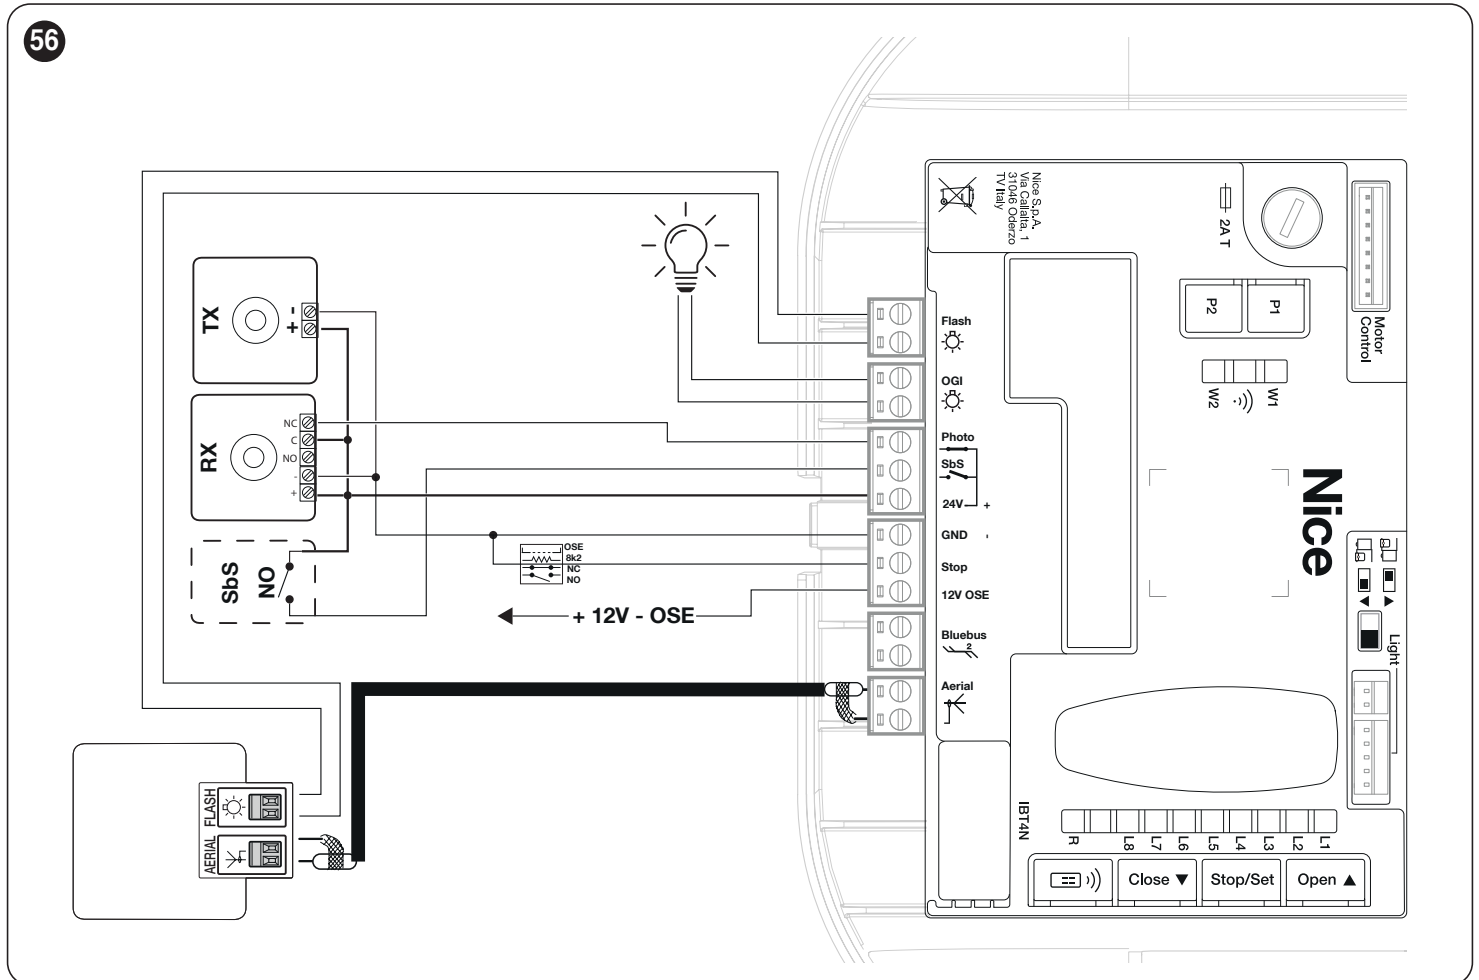 56
Nice S.p.A.
Via Callalta, 1
31046 Oderzo
TV Italy
2A T
Motor
Control
P2
P1
W2
W1
TX
-
+
RX
NC
C
NO
-
+
SbS
NO
OSE
8k2
NC
NO
+ 12V - OSE
Flash
OGI
Photo
SbS
24V +
GND -
Stop
12V OSE
Bluebus
2
Aerial
Nice
Light
FLASH
AERIAL
IBT4N
R
L8
L7
L6
L5
L4
L3
L2
L1
Close ▼
Stop/Set
Open ▲